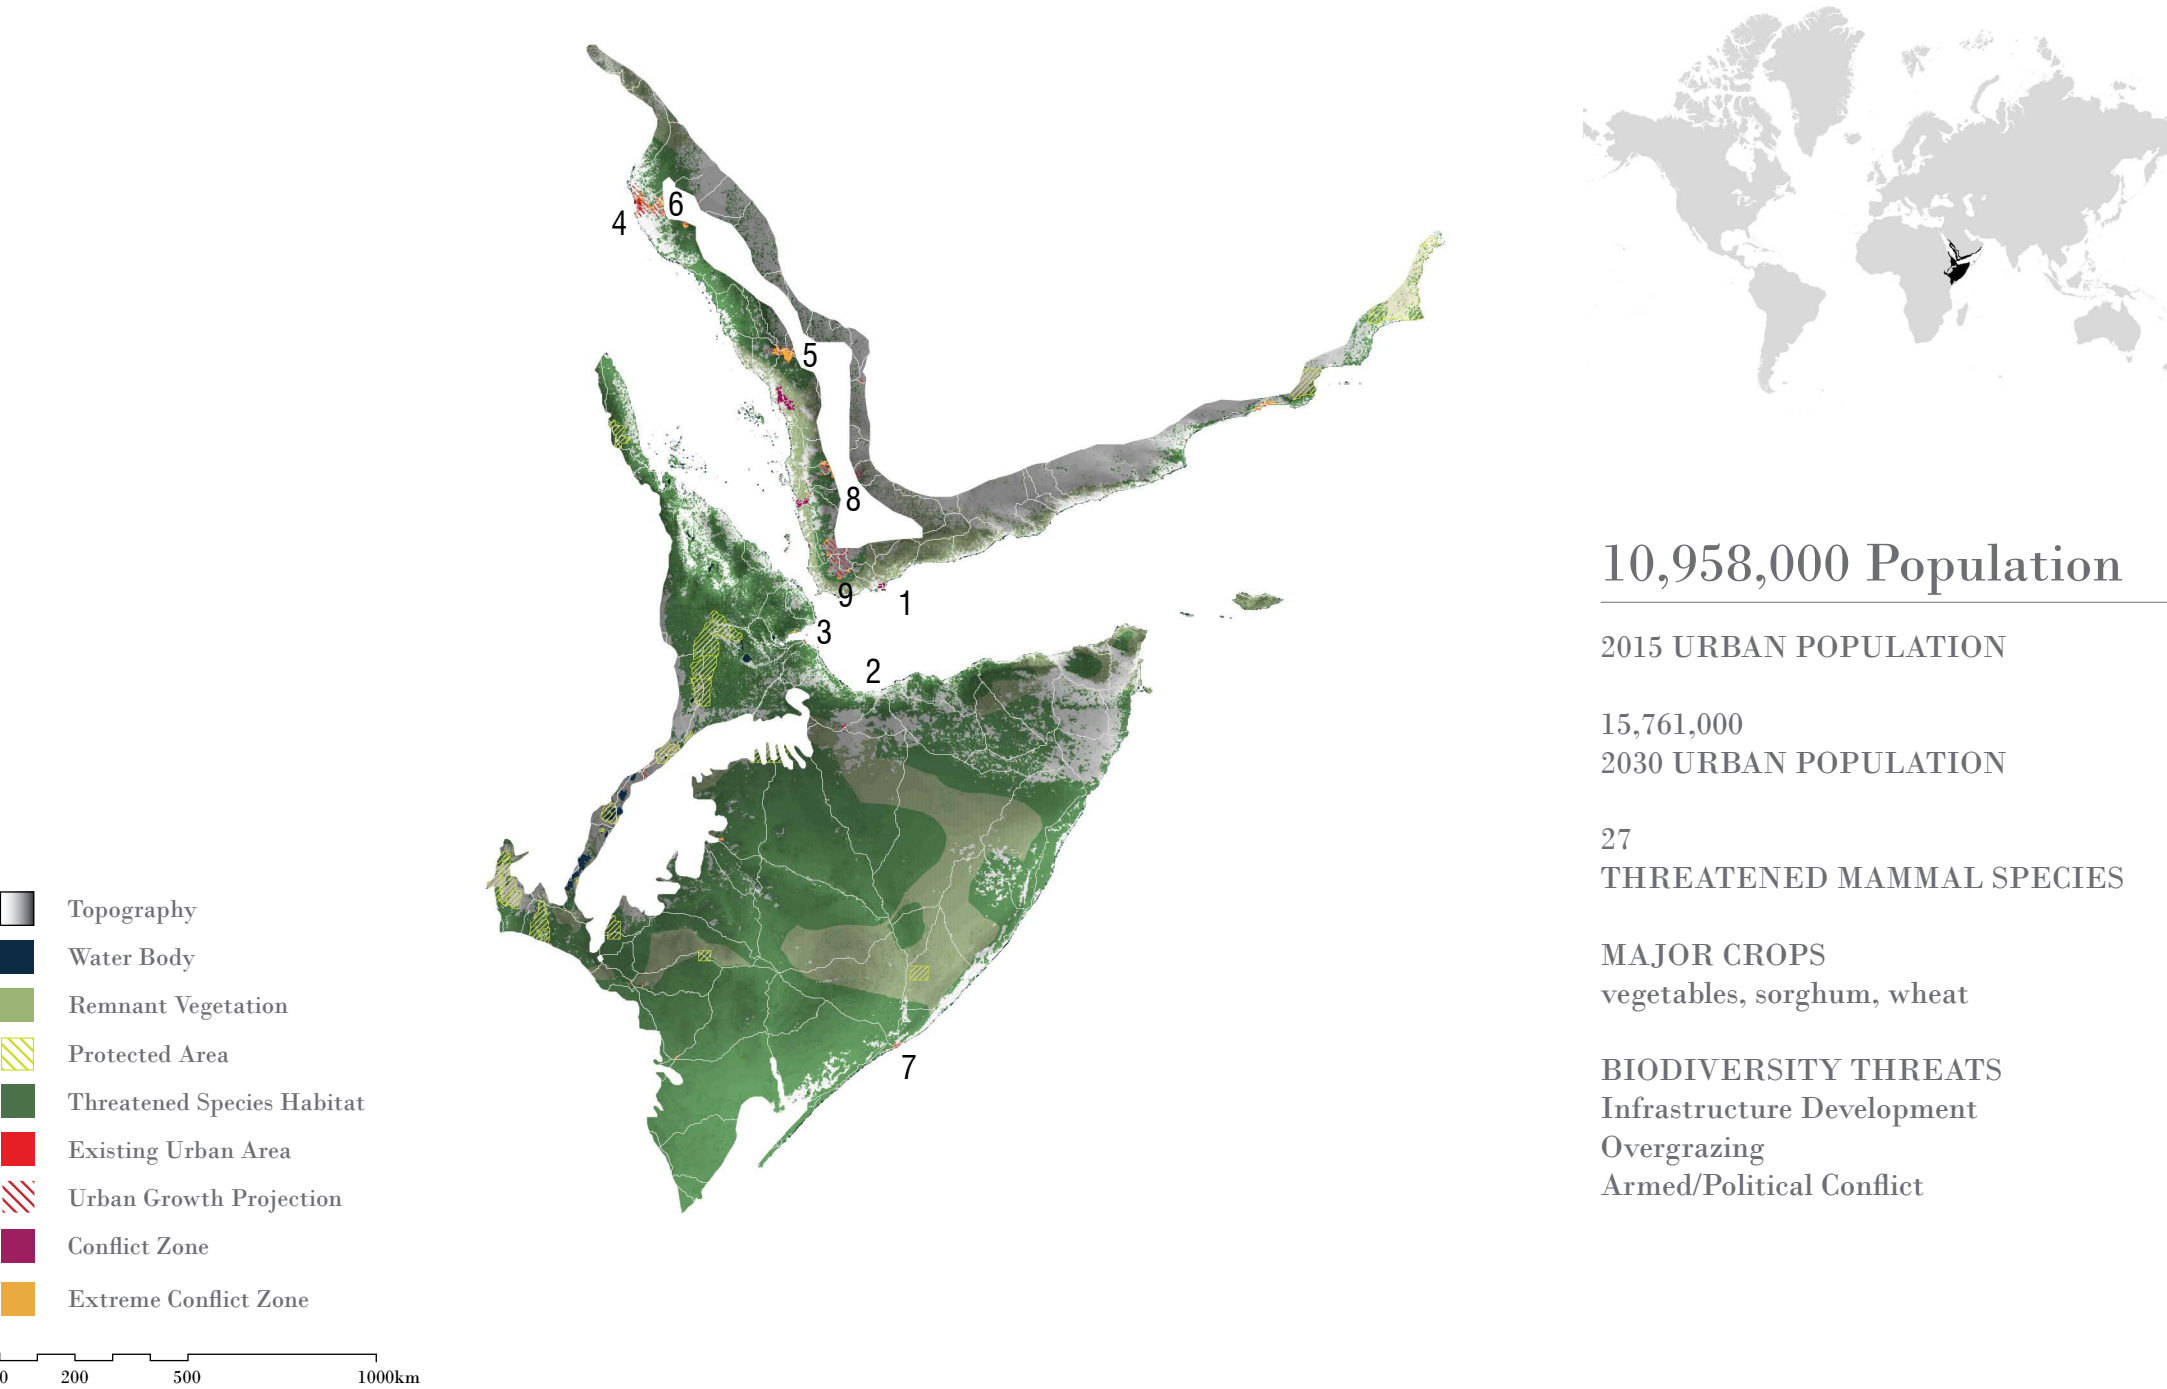 6
4
5
8
9
1
3
2
7
Topography
Water Body
Remnant Vegetation
Protected Area
Threatened Species Habitat
Existing Urban Area
Urban Growth Projection
Conflict Zone
Extreme Conflict Zone
0 200 500 1000km
10,958,000 Population
2015 URBAN POPULATION
15,761,000
2030 URBAN POPULATION
27
THREATENED MAMMAL SPECIES
MAJOR CROPS
vegetables, sorghum, wheat
BIODIVERSITY THREATS
Infrastructure Development
Overgrazing
Armed/Political Conflict